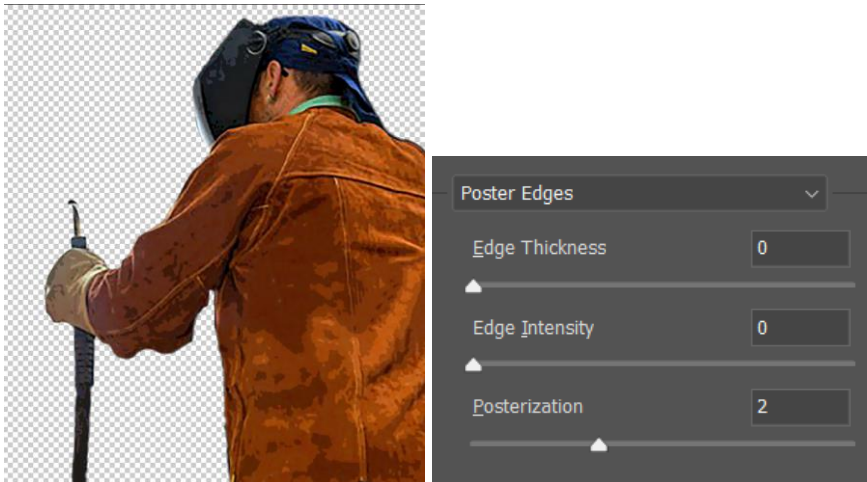 Poster Edges
Edge Thickness
0
Edge Intensity
0
Posterization
2